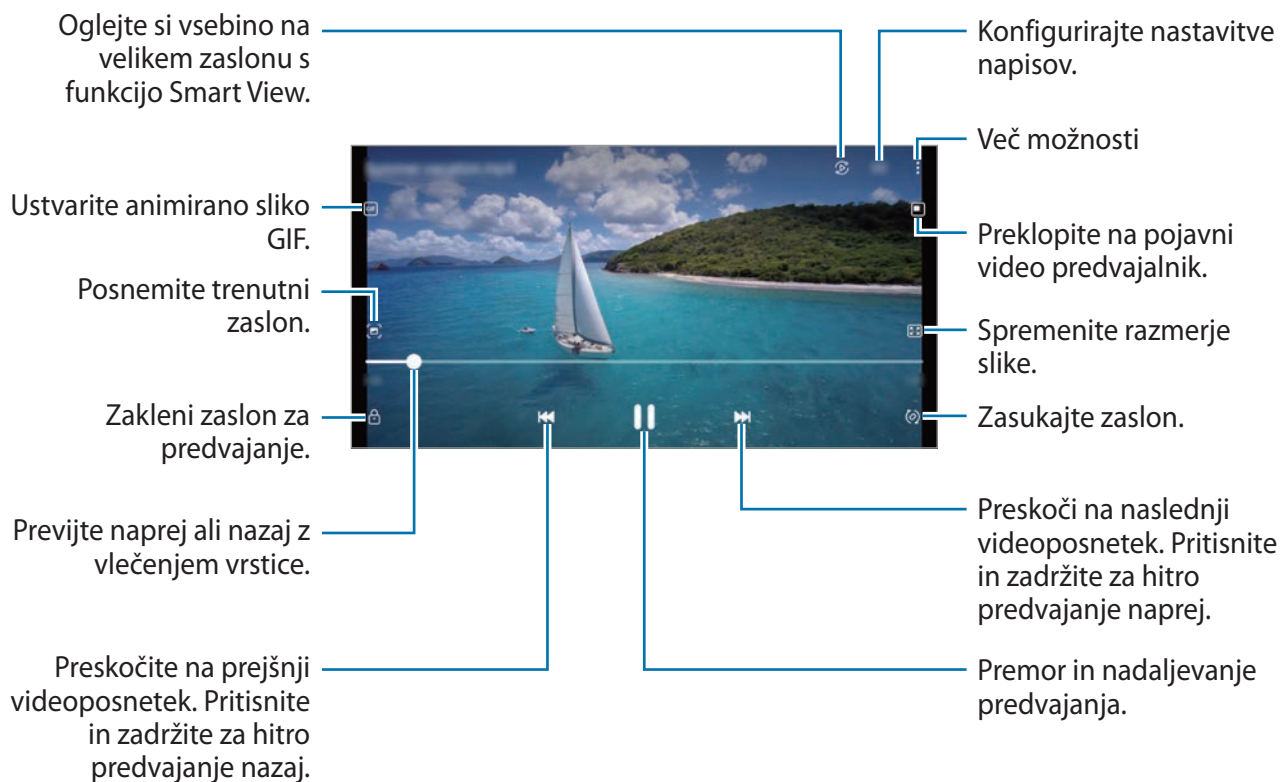 Oglejte si vsebino na
velikem zaslonu s
funkcijo Smart View.
Konfigurirajte nastavitve
napisov.
Več možnosti
Ustvarite animirano sliko
GIF.
GIF
Preklopite na pojavni
video predvajalnik.
Posnemite trenutni
zaslon.
Spremenite razmerje
slike.
Zakleni zaslon za
predvajanje.
Zasukajte zaslon.
Previjte naprej ali nazaj z
vlečenjem vrstice.
Preskoči na naslednji
videoposnetek. Pritisnite
in zadržite za hitro
predvajanje naprej.
Preskočite na prejšnji
videoposnetek. Pritisnite
in zadržite za hitro
predvajanje nazaj.
Premor in nadaljevanje
predvajanja.